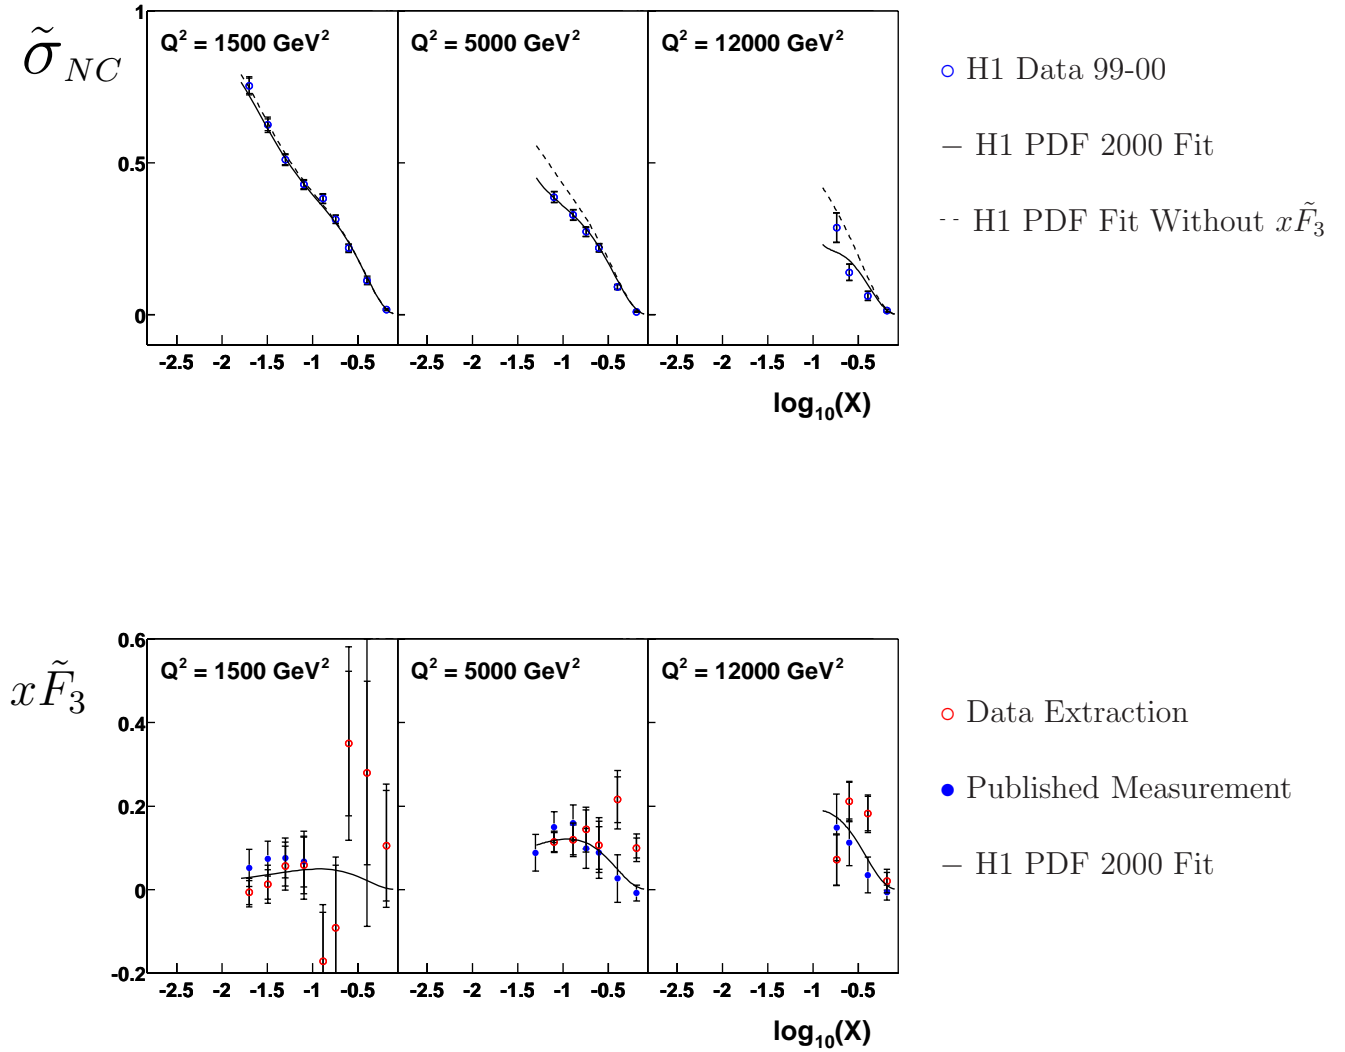 σ̃_NC
1
0.5
0
Q² = 1500 GeV²
Q² = 5000 GeV²
Q² = 12000 GeV²
-2.5 -2 -1.5 -1 -0.5
-2.5 -2 -1.5 -1 -0.5
-2.5 -2 -1.5 -1 -0.5
log₁₀(X)
H1 Data 99-00
– H1 PDF 2000 Fit
-- H1 PDF Fit Without xF̃₃
xF̃₃
0.6
0.4
0.2
0
-0.2
Q² = 1500 GeV²
Q² = 5000 GeV²
Q² = 12000 GeV²
-2.5 -2 -1.5 -1 -0.5
-2.5 -2 -1.5 -1 -0.5
-2.5 -2 -1.5 -1 -0.5
log₁₀(X)
Data Extraction
Published Measurement
– H1 PDF 2000 Fit